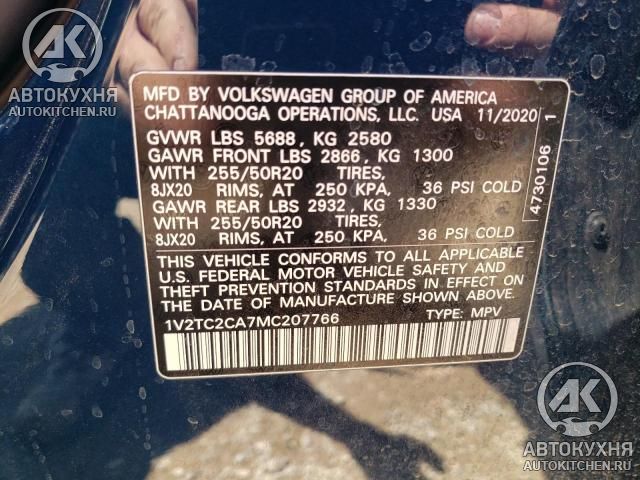 АК
АВТОКУХНЯ
AUTOKITCHEN.RU
MFD BY VOLKSWAGEN GROUP OF AMERICA
CHATTANOOGA OPERATIONS, LLC. USA 11/2020
GVWR LBS 5688, KG 2580
GAWR FRONT LBS 2866, KG 1300
WITH 255/50R20 TIRES,
8JX20 RIMS, AT 250 KPA, 36 PSI COLD
GAWR REAR LBS 2932, KG 1330
WITH 255/50R20 TIRES,
8JX20 RIMS, AT 250 KPA, 36 PSI COLD
THIS VEHICLE CONFORMS TO ALL APPLICABLE
U.S. FEDERAL MOTOR VEHICLE SAFETY AND
THEFT PREVENTION STANDARDS IN EFFECT ON
THE DATE OF MANUFACTURE SHOWN ABOVE.
1V2TC2CA7MC207766 TYPE: MPV
4730106 1
АК
АВТОКУХНЯ
AUTOKITCHEN.RU